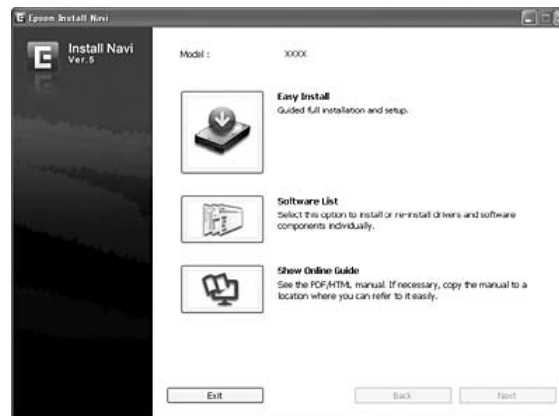 Epson Install Navi
Install Navi
Ver.5
Model :
XXXX
Easy Install
Guided full installation and setup.
Software List
Select this option to install or re-install drivers and software
components individually.
Show Online Guide
See the PDF/HTML manual. If necessary, copy the manual to a
location where you can refer to it easily.
Exit
Back
Next